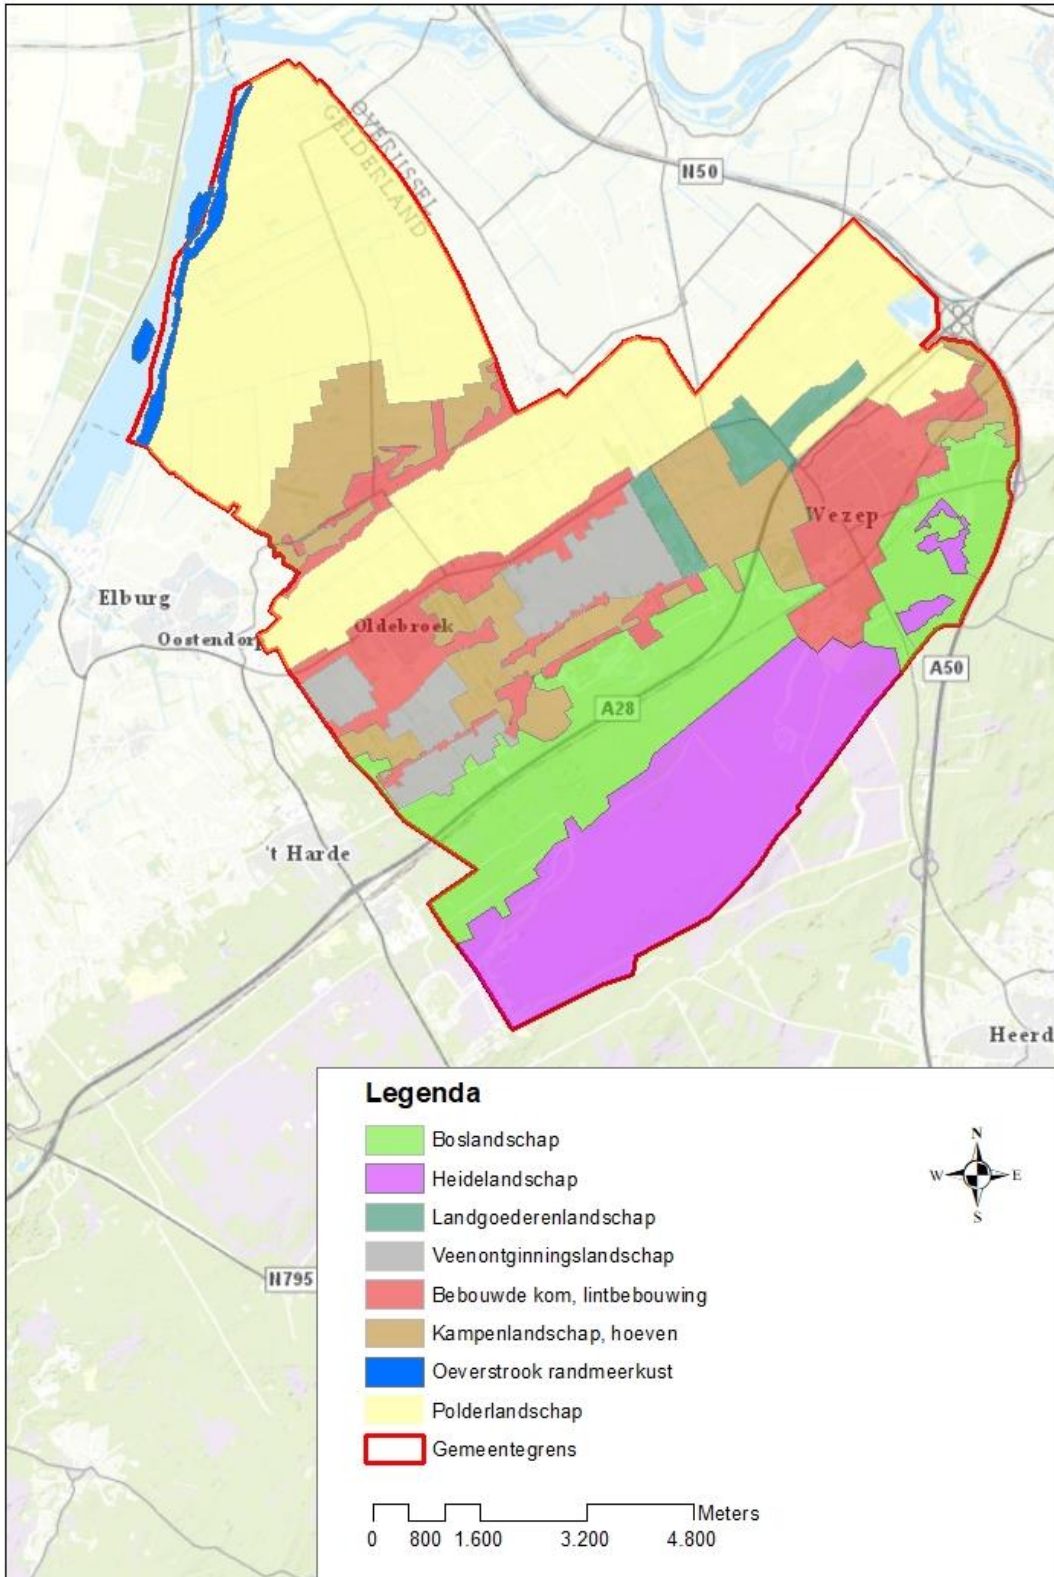 OVERIJSSEL
GELDERLAND
N50
Wezep
Elburg
Oldebroek
Oostendorp
A50
A28
't Harde
Heerd
N795
Legenda
Boslandschap
Heidelandschap
Landgoederenlandschap
Veenontginningslandschap
Bebouwde kom, lintbebouwing
Kampenlandschap, hoeven
Oeverstrook randmeerkust
Polderlandschap
Gemeentegrens
N
W E
S
Meters
0 800 1.600 3.200 4.800